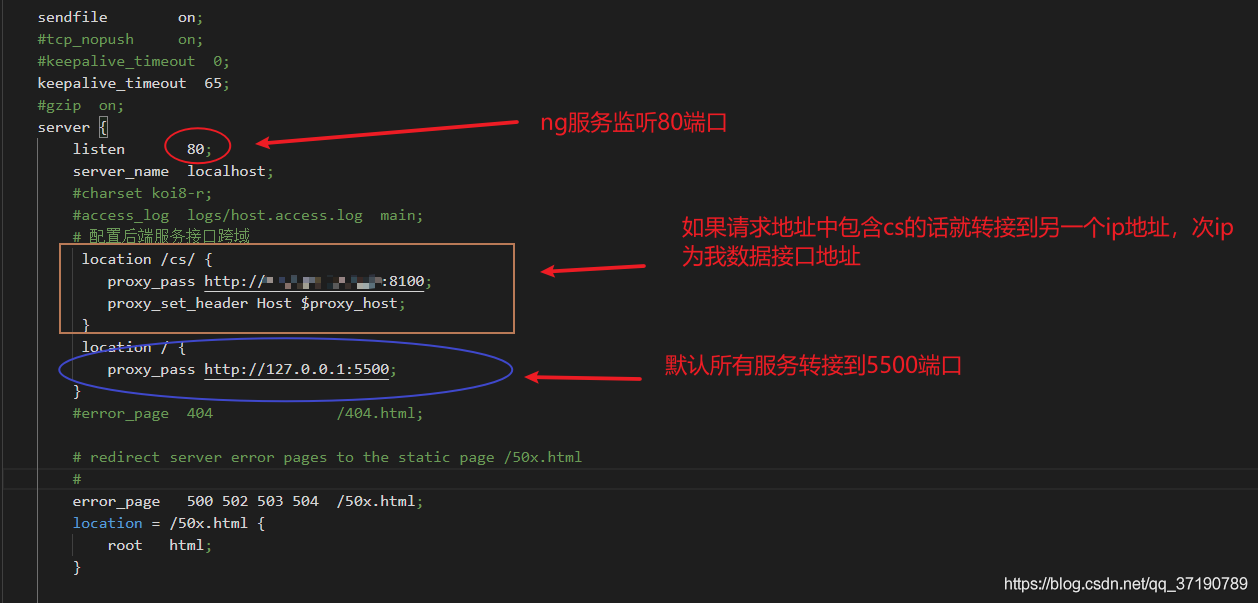 sendfile        on;
#tcp_nopush     on;
#keepalive_timeout  0;
keepalive_timeout  65;
#gzip  on;
server {
listen       80;
ng服务监听80端口
server_name  localhost;
#charset koi8-r;
#access_log  logs/host.access.log  main;
# 配置后端服务接口跨域
如果请求地址中包含cs的话就转接到另一个ip地址，次ip
为我数据接口地址
location /cs/ {
proxy_pass http://:8100;
proxy_set_header Host $proxy_host;
}
location / {
proxy_pass http://127.0.0.1:5500;
默认所有服务转接到5500端口
}
#error_page  404              /404.html;
# redirect server error pages to the static page /50x.html
#
error_page   500 502 503 504  /50x.html;
location = /50x.html {
root   html;
}
https://blog.csdn.net/qq_37190789